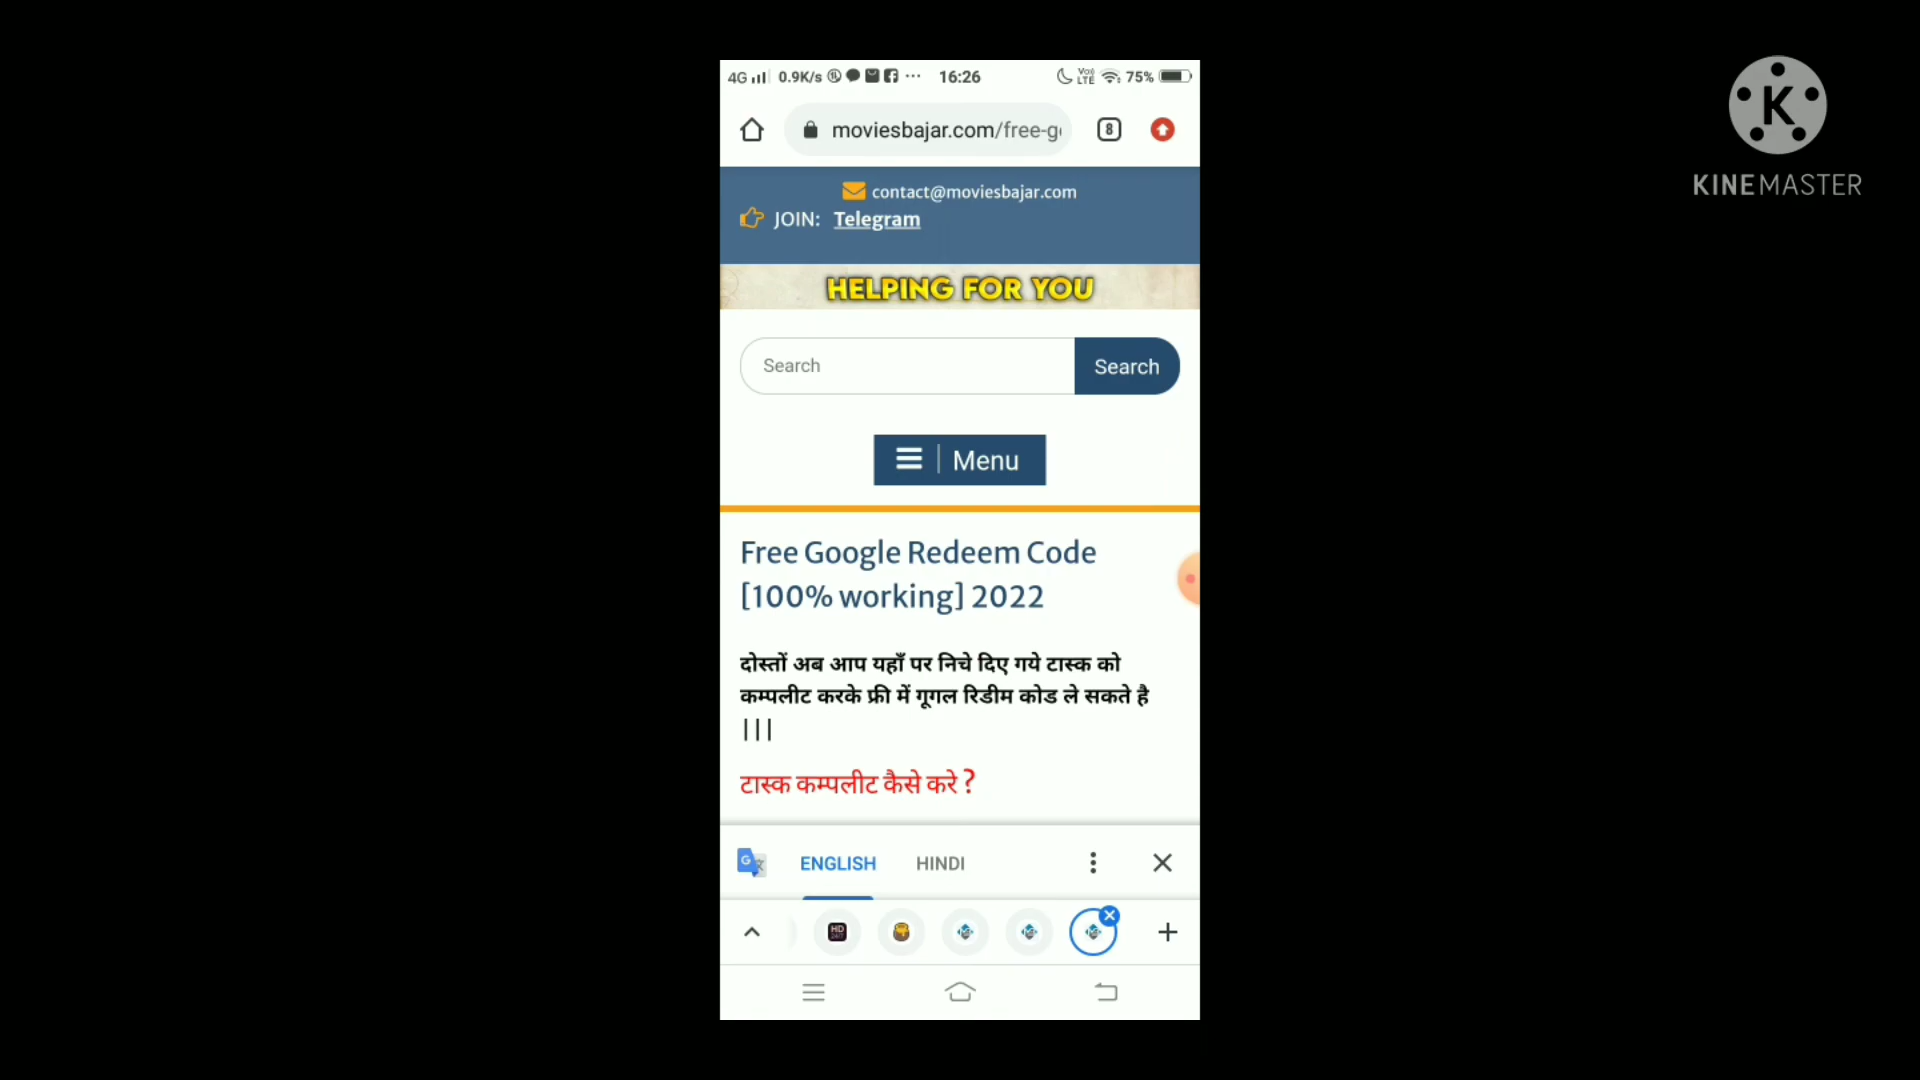 4G 0.9K/s ... 16:26 Vo) LTE 75%
KINEMASTER
moviesbajar.com/free-g 8
contact@moviesbajar.com
JOIN: Telegram
HELPING FOR YOU
Search Search
Menu
Free Google Redeem Code
[100% working] 2022
दोस्तों अब आप यहाँ पर निचे दिए गये टास्क को
कम्पलीट करके फ्री में गूगल रिडीम कोड ले सकते है
|||
टास्क कम्पलीट कैसे करे ?
ENGLISH HINDI